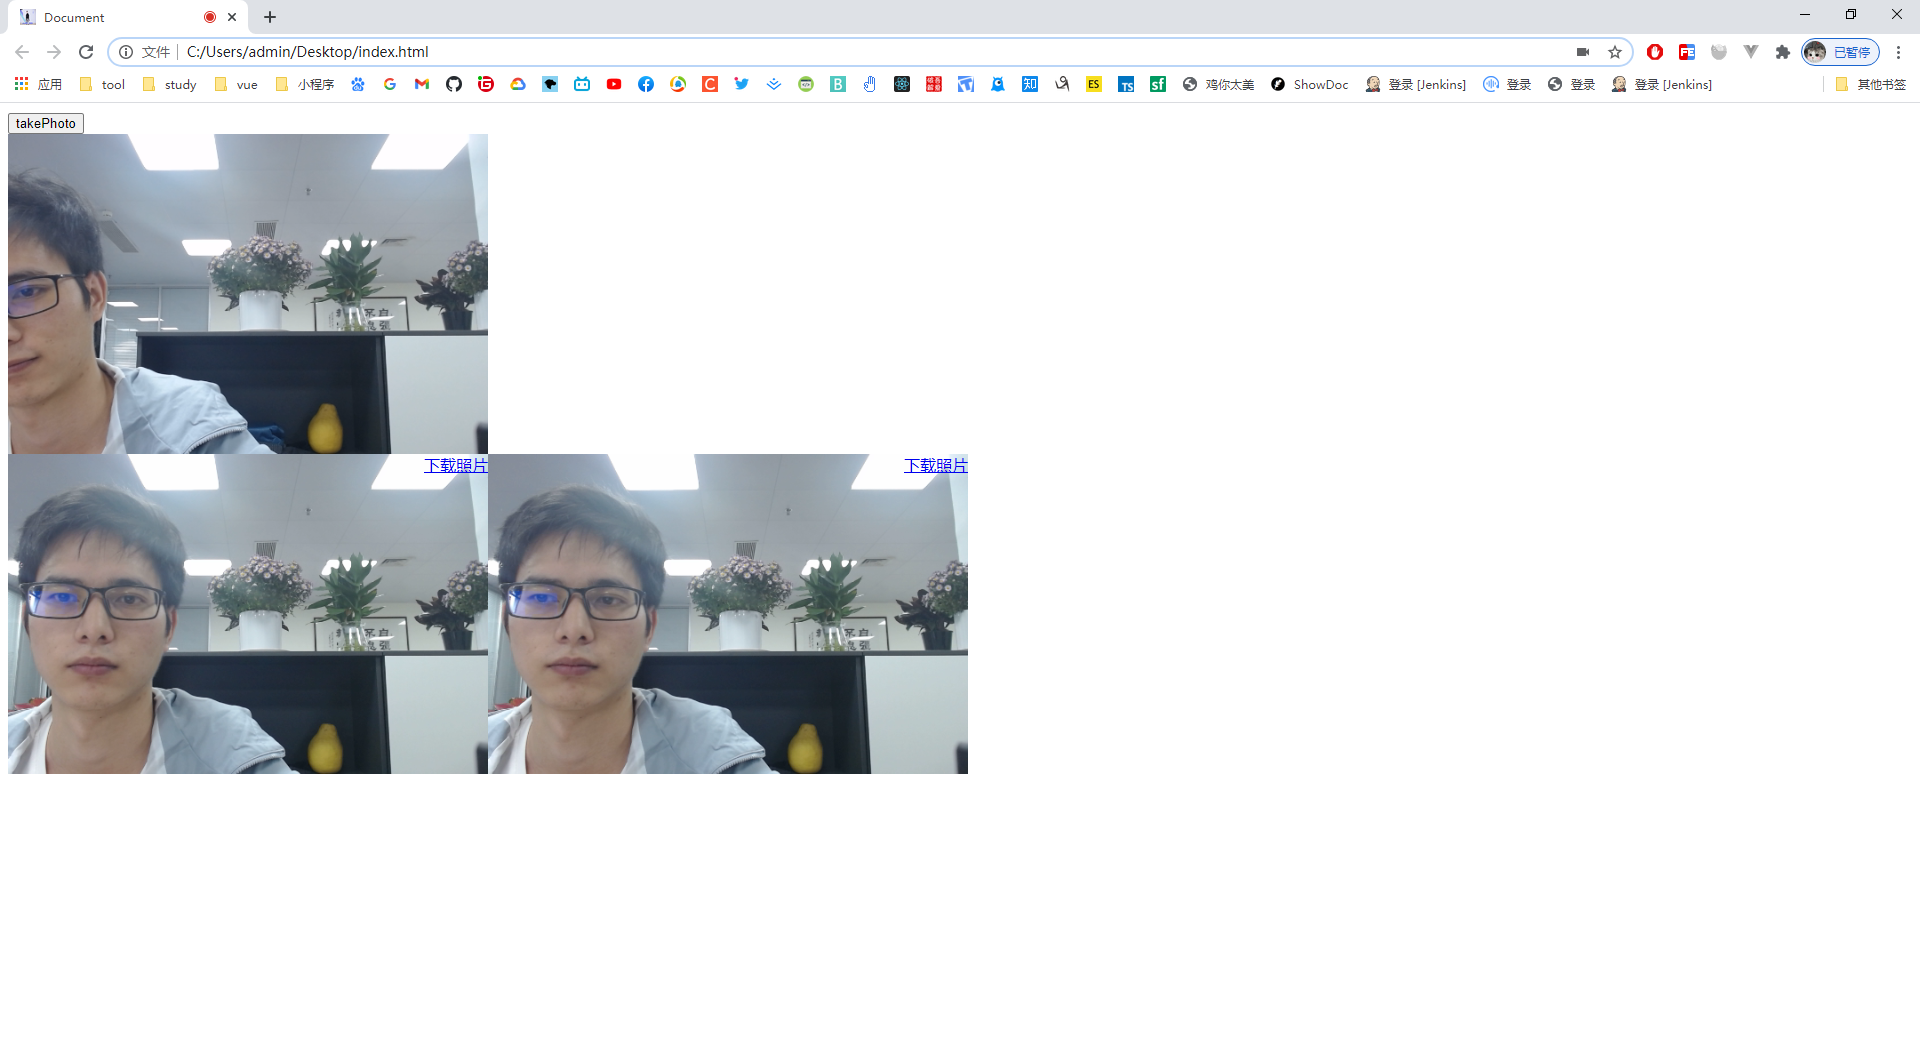 Document
文件 C:/Users/admin/Desktop/index.html 已暂停
应用 tool study vue 小程序 鸡你太美 ShowDoc 登录 [Jenkins] 登录 登录 登录 [Jenkins] 其他书签
takePhoto
下载照片 下载照片